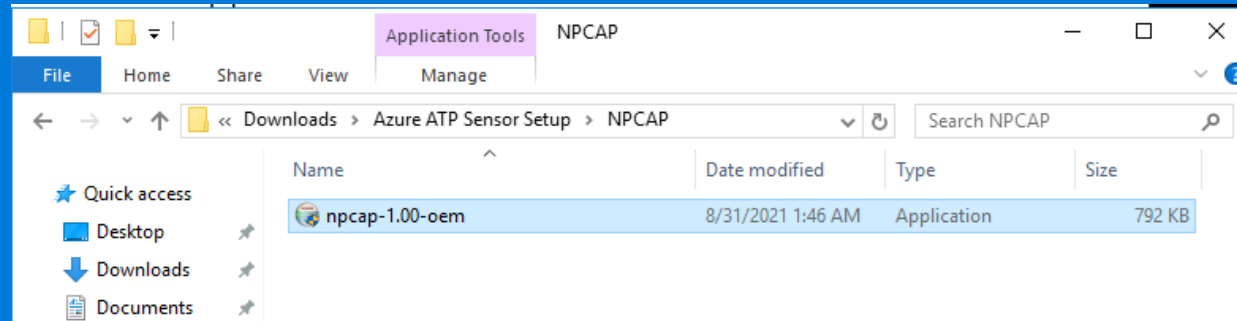 Application Tools NPCAP
File Home Share View Manage
« Downloads > Azure ATP Sensor Setup > NPCAP Search NPCAP
Name Date modified Type Size
Quick access
npcap-1.00-oem 8/31/2021 1:46 AM Application 792 KB
Desktop
Downloads
Documents